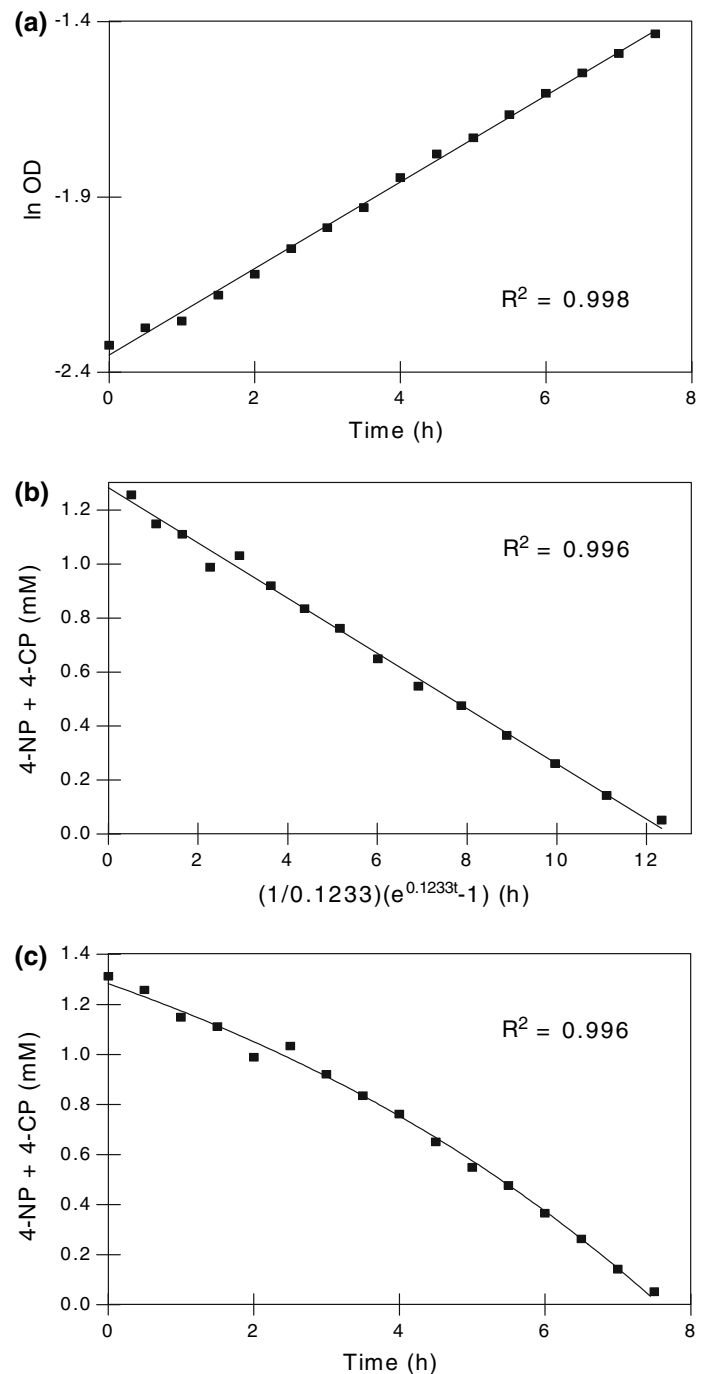 (a)
-1.4
-1.9
-2.4
ln OD
R² = 0.998
0 2 4 6 8
Time (h)
(b)
1.2
1.0
0.8
0.6
0.4
0.2
0.0
4-NP + 4-CP (mM)
R² = 0.996
0 2 4 6 8 10 12
(1/0.1233)(e^0.1233t-1) (h)
(c)
1.4
1.2
1.0
0.8
0.6
0.4
0.2
0.0
4-NP + 4-CP (mM)
R² = 0.996
0 2 4 6 8
Time (h)